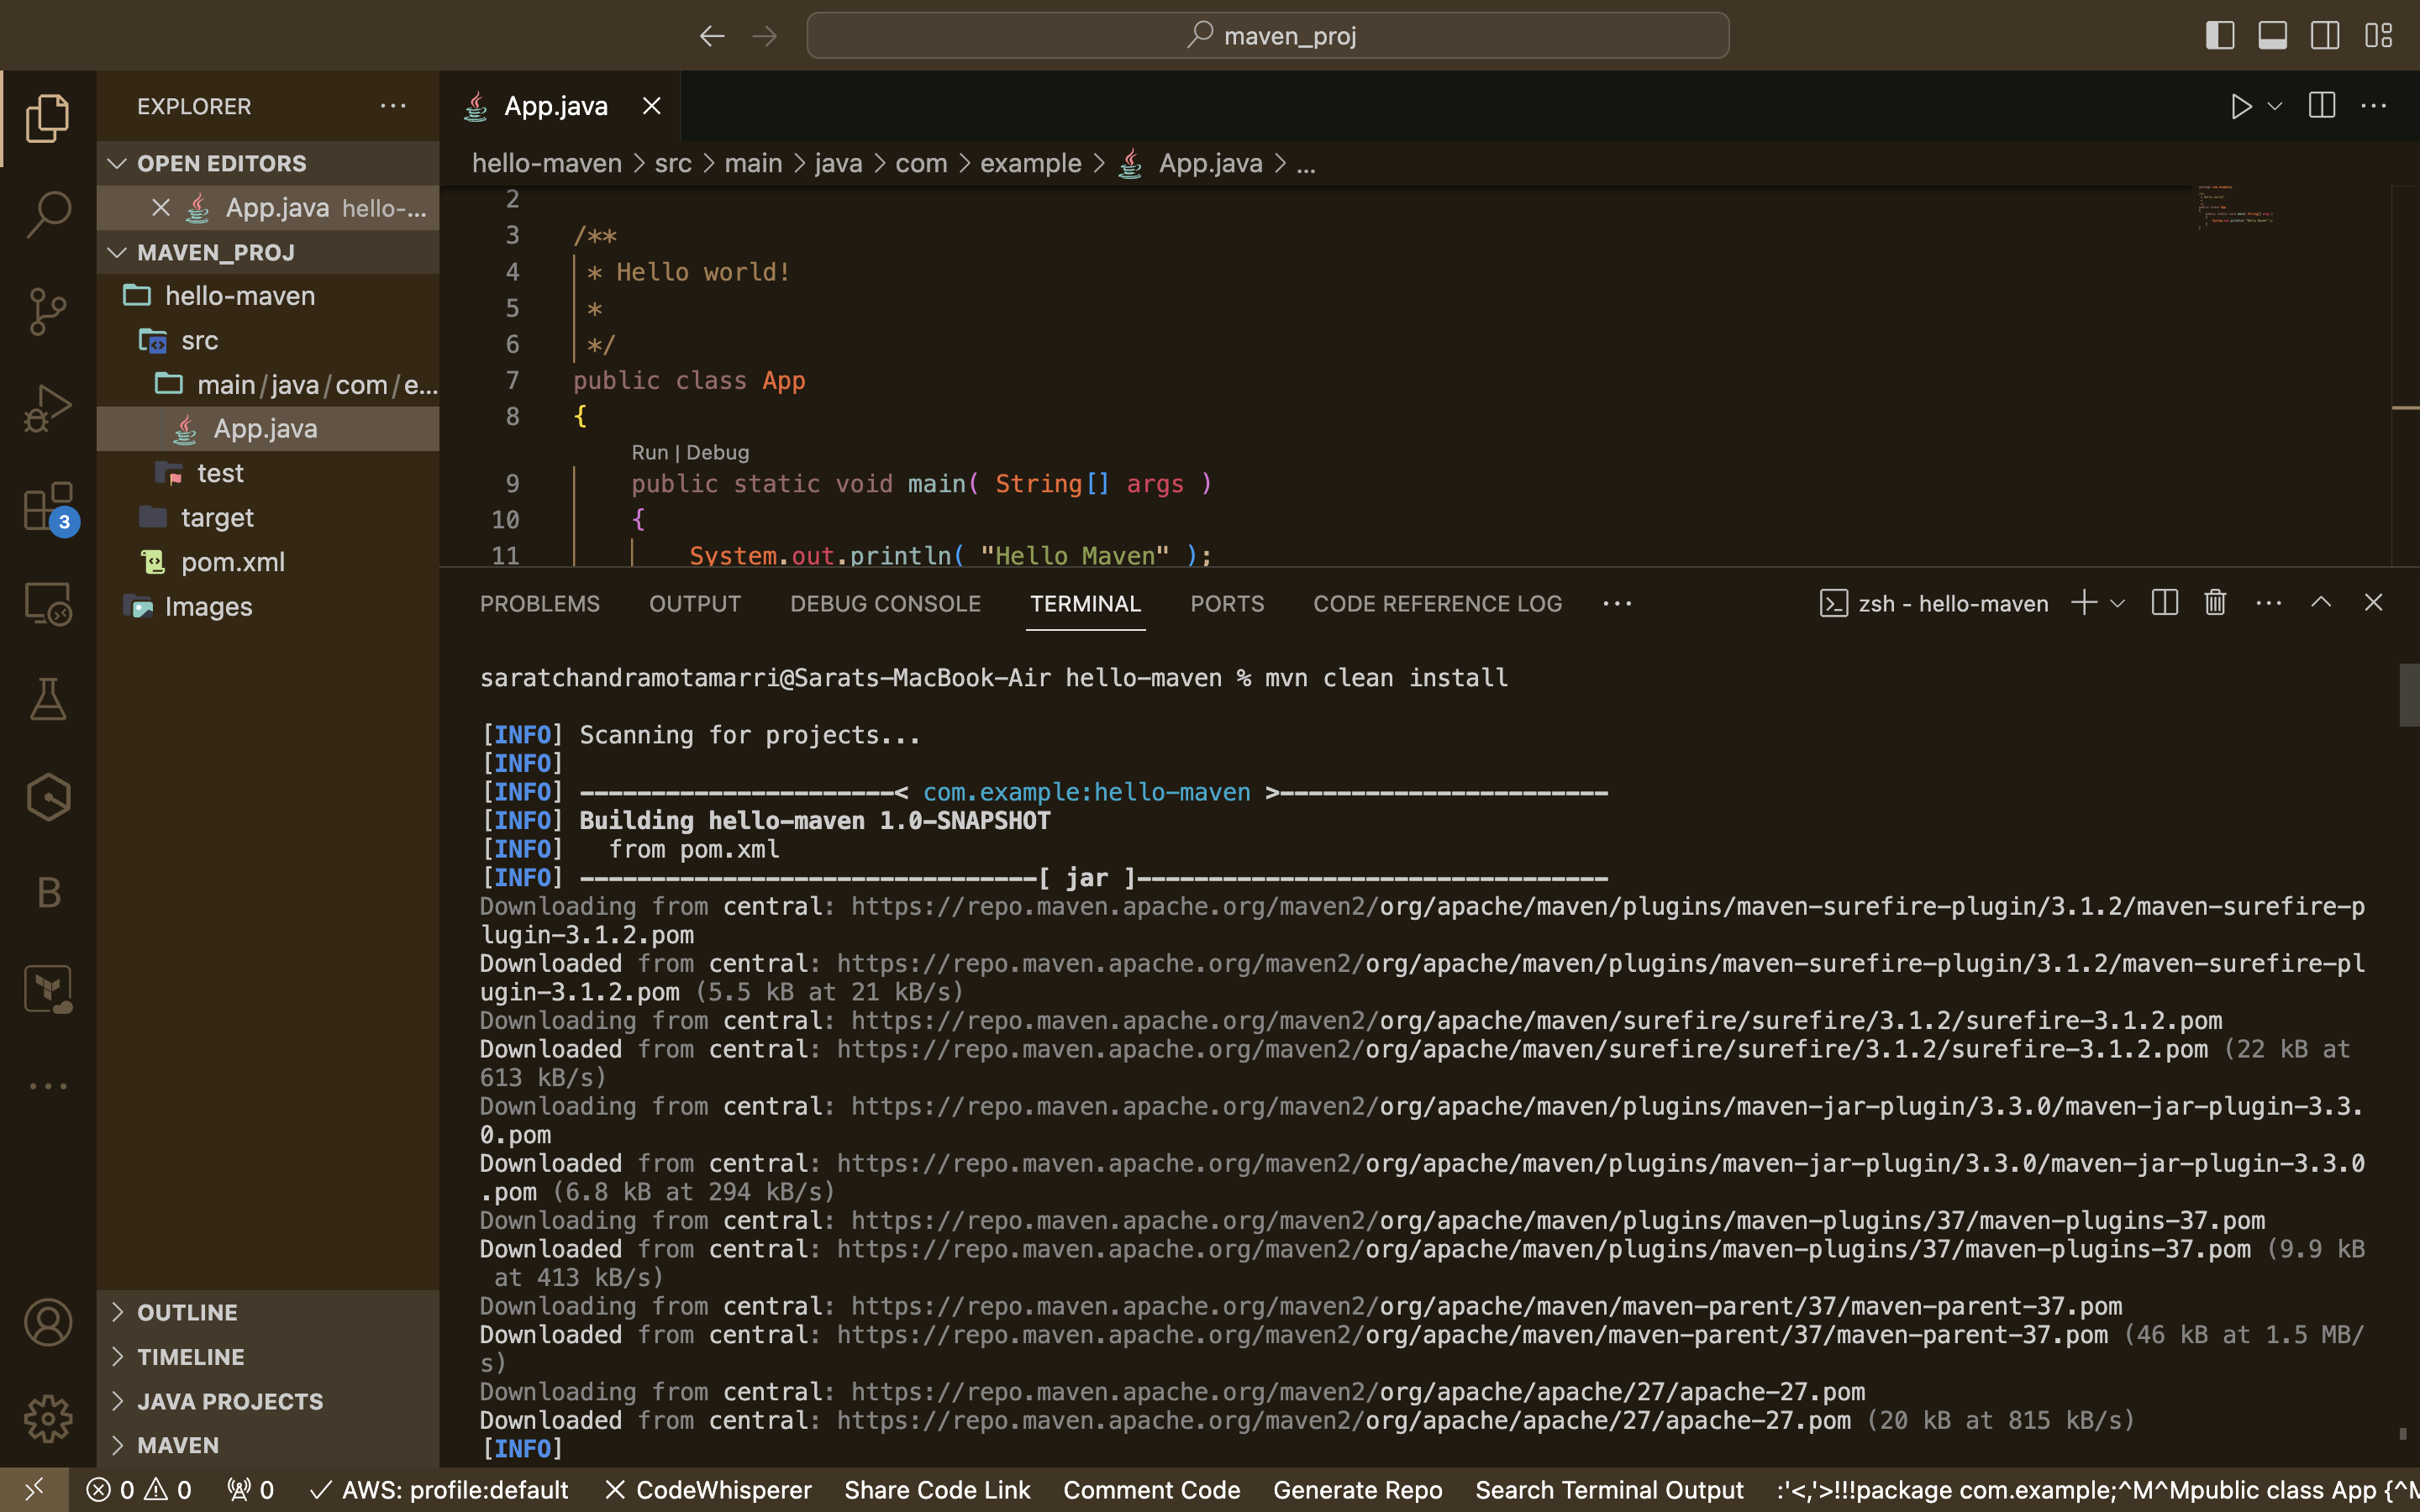 maven_proj
EXPLORER
OPEN EDITORS
App.java hello-...
MAVEN_PROJ
hello-maven
src
main/java/com/e...
App.java
test
target
pom.xml
Images
3
B
OUTLINE
TIMELINE
JAVA PROJECTS
MAVEN
App.java
hello-maven > src > main > java > com > example > App.java > ...
2
3 /**
4 * Hello world!
5 *
6 */
7 public class App
8 {
Run | Debug
9 public static void main( String[] args )
10 {
11 System.out.println( "Hello Maven" );
PROBLEMS OUTPUT DEBUG CONSOLE TERMINAL PORTS CODE REFERENCE LOG ... zsh - hello-maven
saratchandramotamarri@Sarats-MacBook-Air hello-maven % mvn clean install
[INFO] Scanning for projects...
[INFO]
[INFO] ----------------------< com.example:hello-maven >-----------------------
[INFO] Building hello-maven 1.0-SNAPSHOT
[INFO]   from pom.xml
[INFO] --------------------------------[ jar ]---------------------------------
Downloading from central: https://repo.maven.apache.org/maven2/org/apache/maven/plugins/maven-surefire-plugin/3.1.2/maven-surefire-p
lugin-3.1.2.pom
Downloaded from central: https://repo.maven.apache.org/maven2/org/apache/maven/plugins/maven-surefire-plugin/3.1.2/maven-surefire-pl
ugin-3.1.2.pom (5.5 kB at 21 kB/s)
Downloading from central: https://repo.maven.apache.org/maven2/org/apache/maven/surefire/surefire/3.1.2/surefire-3.1.2.pom
Downloaded from central: https://repo.maven.apache.org/maven2/org/apache/maven/surefire/surefire/3.1.2/surefire-3.1.2.pom (22 kB at
613 kB/s)
Downloading from central: https://repo.maven.apache.org/maven2/org/apache/maven/plugins/maven-jar-plugin/3.3.0/maven-jar-plugin-3.3.
0.pom
Downloaded from central: https://repo.maven.apache.org/maven2/org/apache/maven/plugins/maven-jar-plugin/3.3.0/maven-jar-plugin-3.3.0
.pom (6.8 kB at 294 kB/s)
Downloading from central: https://repo.maven.apache.org/maven2/org/apache/maven/plugins/maven-plugins/37/maven-plugins-37.pom
Downloaded from central: https://repo.maven.apache.org/maven2/org/apache/maven/plugins/maven-plugins/37/maven-plugins-37.pom (9.9 kB
 at 413 kB/s)
Downloading from central: https://repo.maven.apache.org/maven2/org/apache/maven/maven-parent/37/maven-parent-37.pom
Downloaded from central: https://repo.maven.apache.org/maven2/org/apache/maven/maven-parent/37/maven-parent-37.pom (46 kB at 1.5 MB/
s)
Downloading from central: https://repo.maven.apache.org/maven2/org/apache/apache/27/apache-27.pom
Downloaded from central: https://repo.maven.apache.org/maven2/org/apache/apache/27/apache-27.pom (20 kB at 815 kB/s)
[INFO]
0 0 0 AWS: profile:default CodeWhisperer Share Code Link Comment Code Generate Repo Search Terminal Output :'<,'>!!!package com.example;^M^Mpublic class App {^M